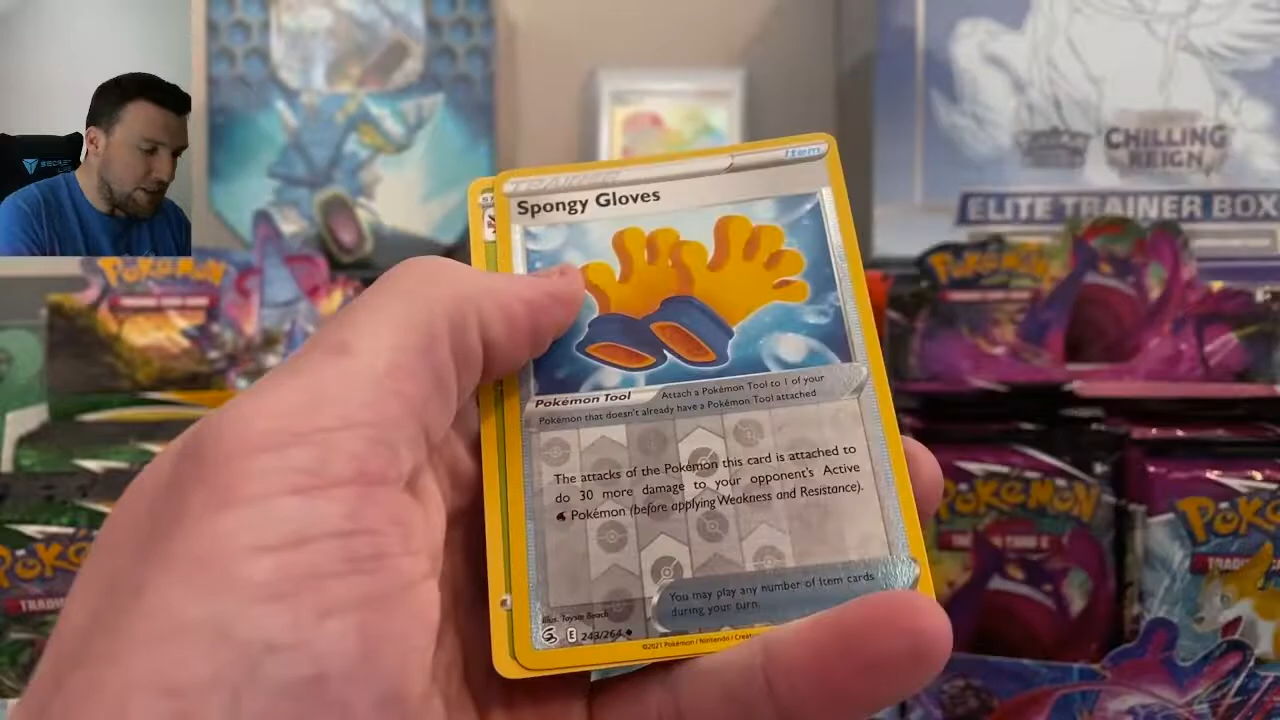 CHILLING
REIGN
ELITE TRAINER BOX
TRAINER
Item
Spongy Gloves
Pokémon Tool
Attach a Pokémon Tool to 1 of your
Pokémon that doesn't already have a Pokémon Tool attached
The attacks of the Pokémon this card is attached to
do 30 more damage to your opponent's Active
Pokémon (before applying Weakness and Resistance).
You may play any number of Item cards
during your turn.
Illus. Toyste Beach
E 243/264
©2021 Pokémon / Nintendo / Creatu
POKÉMON
POKÉMON
POKÉMON